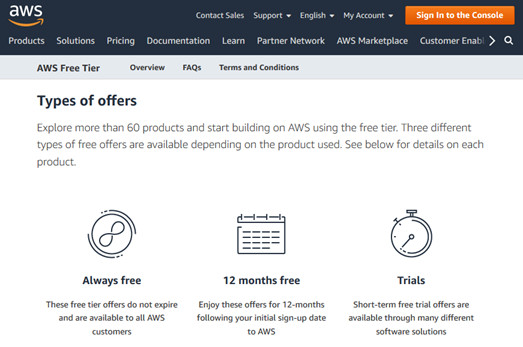 aws
Contact Sales Support English My Account Sign In to the Console
Products Solutions Pricing Documentation Learn Partner Network AWS Marketplace Customer Enabl
AWS Free Tier Overview FAQs Terms and Conditions
Types of offers
Explore more than 60 products and start building on AWS using the free tier. Three different
types of free offers are available depending on the product used. See below for details on each
product.
Always free
These free tier offers do not expire
and are available to all AWS
customers
12 months free
Enjoy these offers for 12-months
following your initial sign-up date
to AWS
Trials
Short-term free trial offers are
available through many different
software solutions